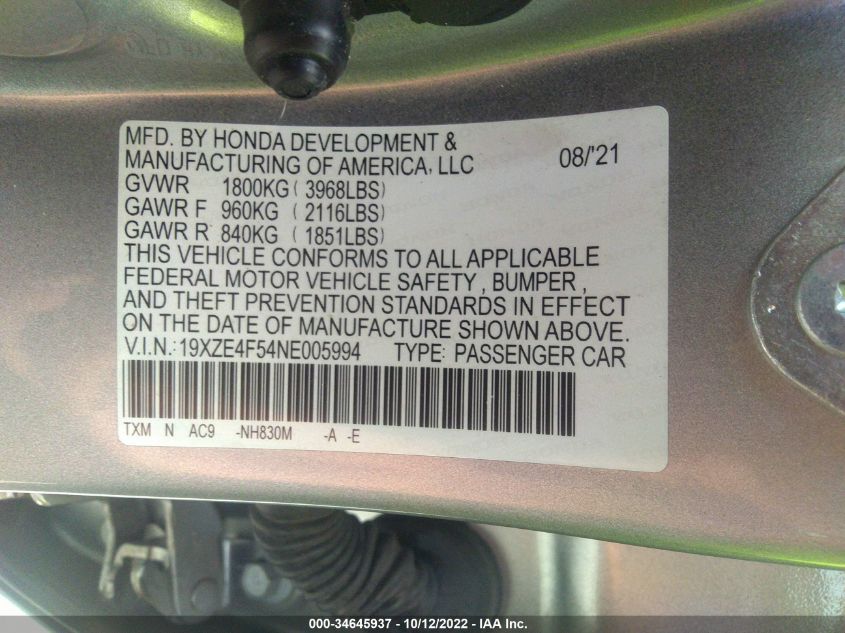 MFD. BY HONDA DEVELOPMENT &
MANUFACTURING OF AMERICA, LLC 08/'21
GVWR 1800KG ( 3968LBS)
GAWR F 960KG ( 2116LBS)
GAWR R 840KG ( 1851LBS)
THIS VEHICLE CONFORMS TO ALL APPLICABLE
FEDERAL MOTOR VEHICLE SAFETY, BUMPER,
AND THEFT PREVENTION STANDARDS IN EFFECT
ON THE DATE OF MANUFACTURE SHOWN ABOVE.
V.I.N.: 19XZE4F54NE005994 TYPE: PASSENGER CAR
TXM N AC9 -NH830M -A -E
000-34645937 - 10/12/2022 - IAA Inc.